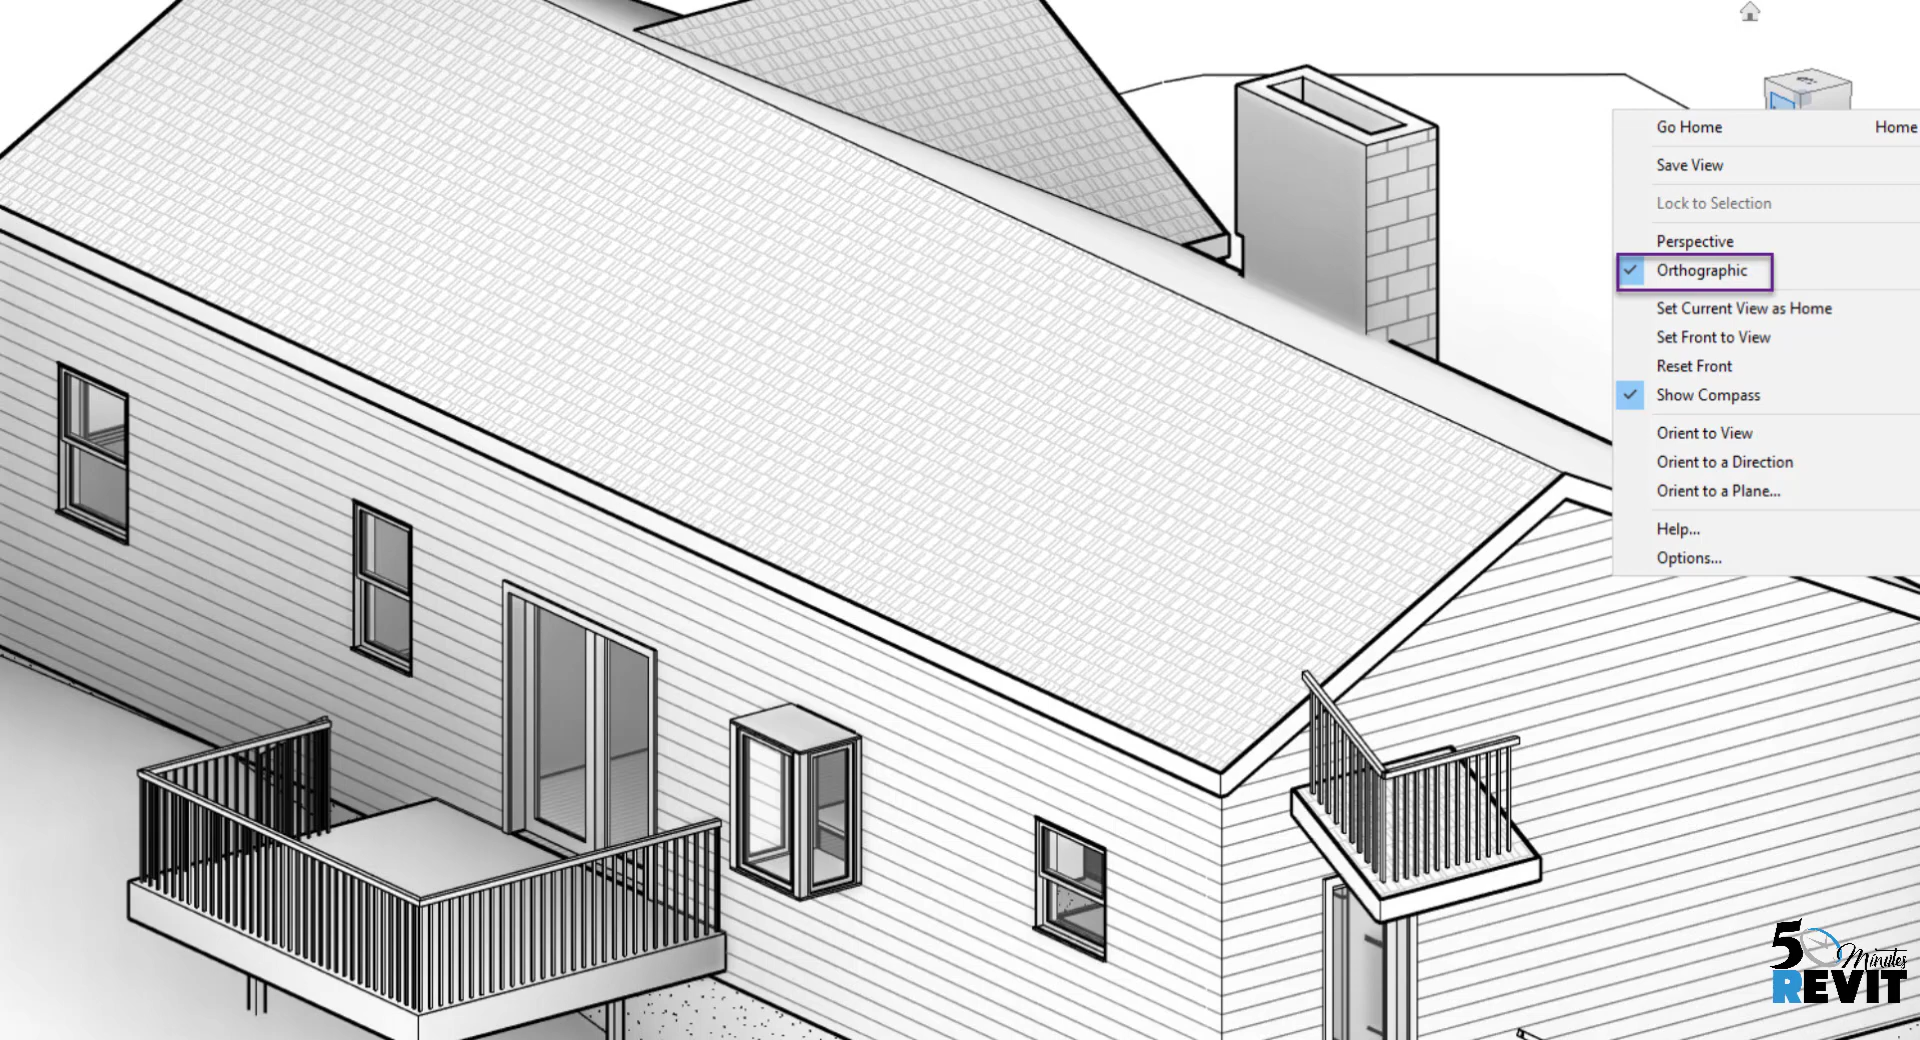 Go Home Home
Save View
Lock to Selection
Perspective
Orthographic
Set Current View as Home
Set Front to View
Reset Front
Show Compass
Orient to View
Orient to a Direction
Orient to a Plane...
Help...
Options...
5 Minutes
REVIT